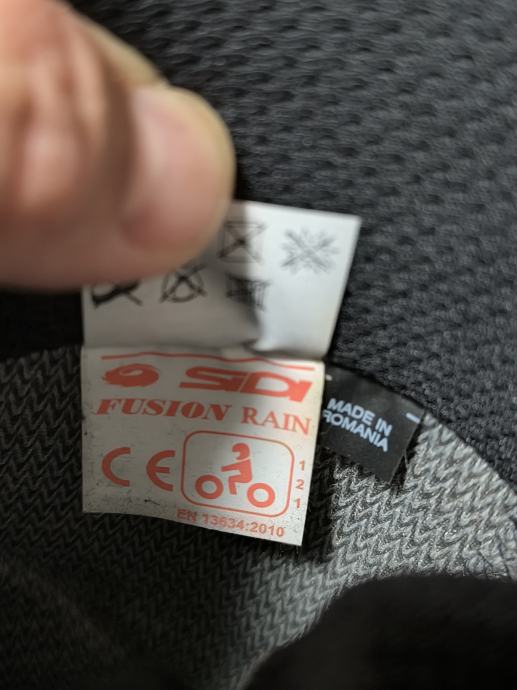 SIDI
FUSION RAIN
CE
1
2
1
EN 13634:2010
MADE IN
ROMANIA